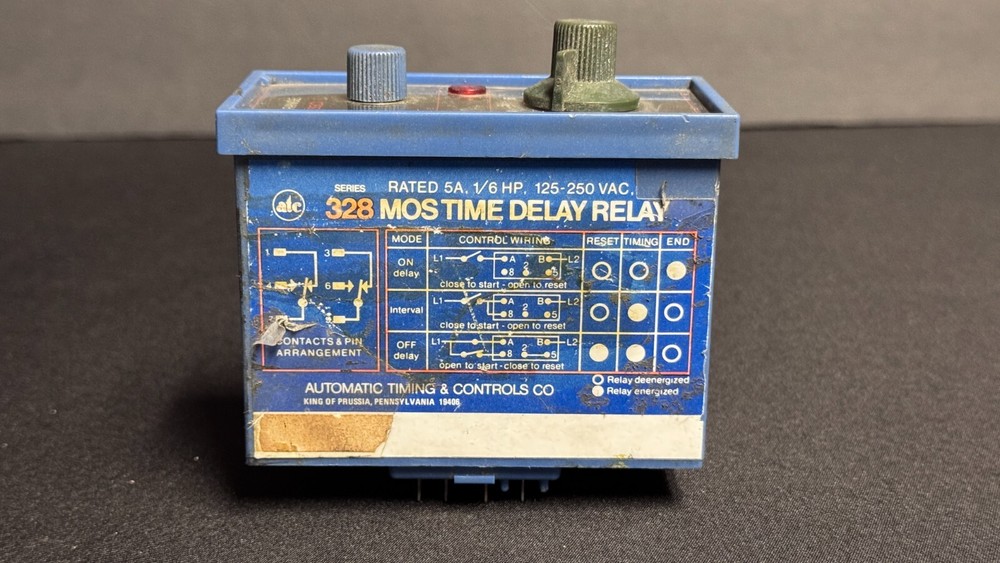 SERIES RATED 5A, 1/6 HP, 125-250 VAC,
atc 328 MOS TIME DELAY RELAY
MODE CONTROL WIRING RESET TIMING END
1 3
4 6
CONTACTS & PIN
ARRANGEMENT
ON
delay
L1 A B L2
8 2 5
close to start - open to reset
Interval
L1 A B L2
8 2 5
close to start - open to reset
OFF
delay
L1 A B L2
8 2 5
open to start - close to reset
Relay deenergized
Relay energized
AUTOMATIC TIMING & CONTROLS CO
KING OF PRUSSIA, PENNSYLVANIA 19406